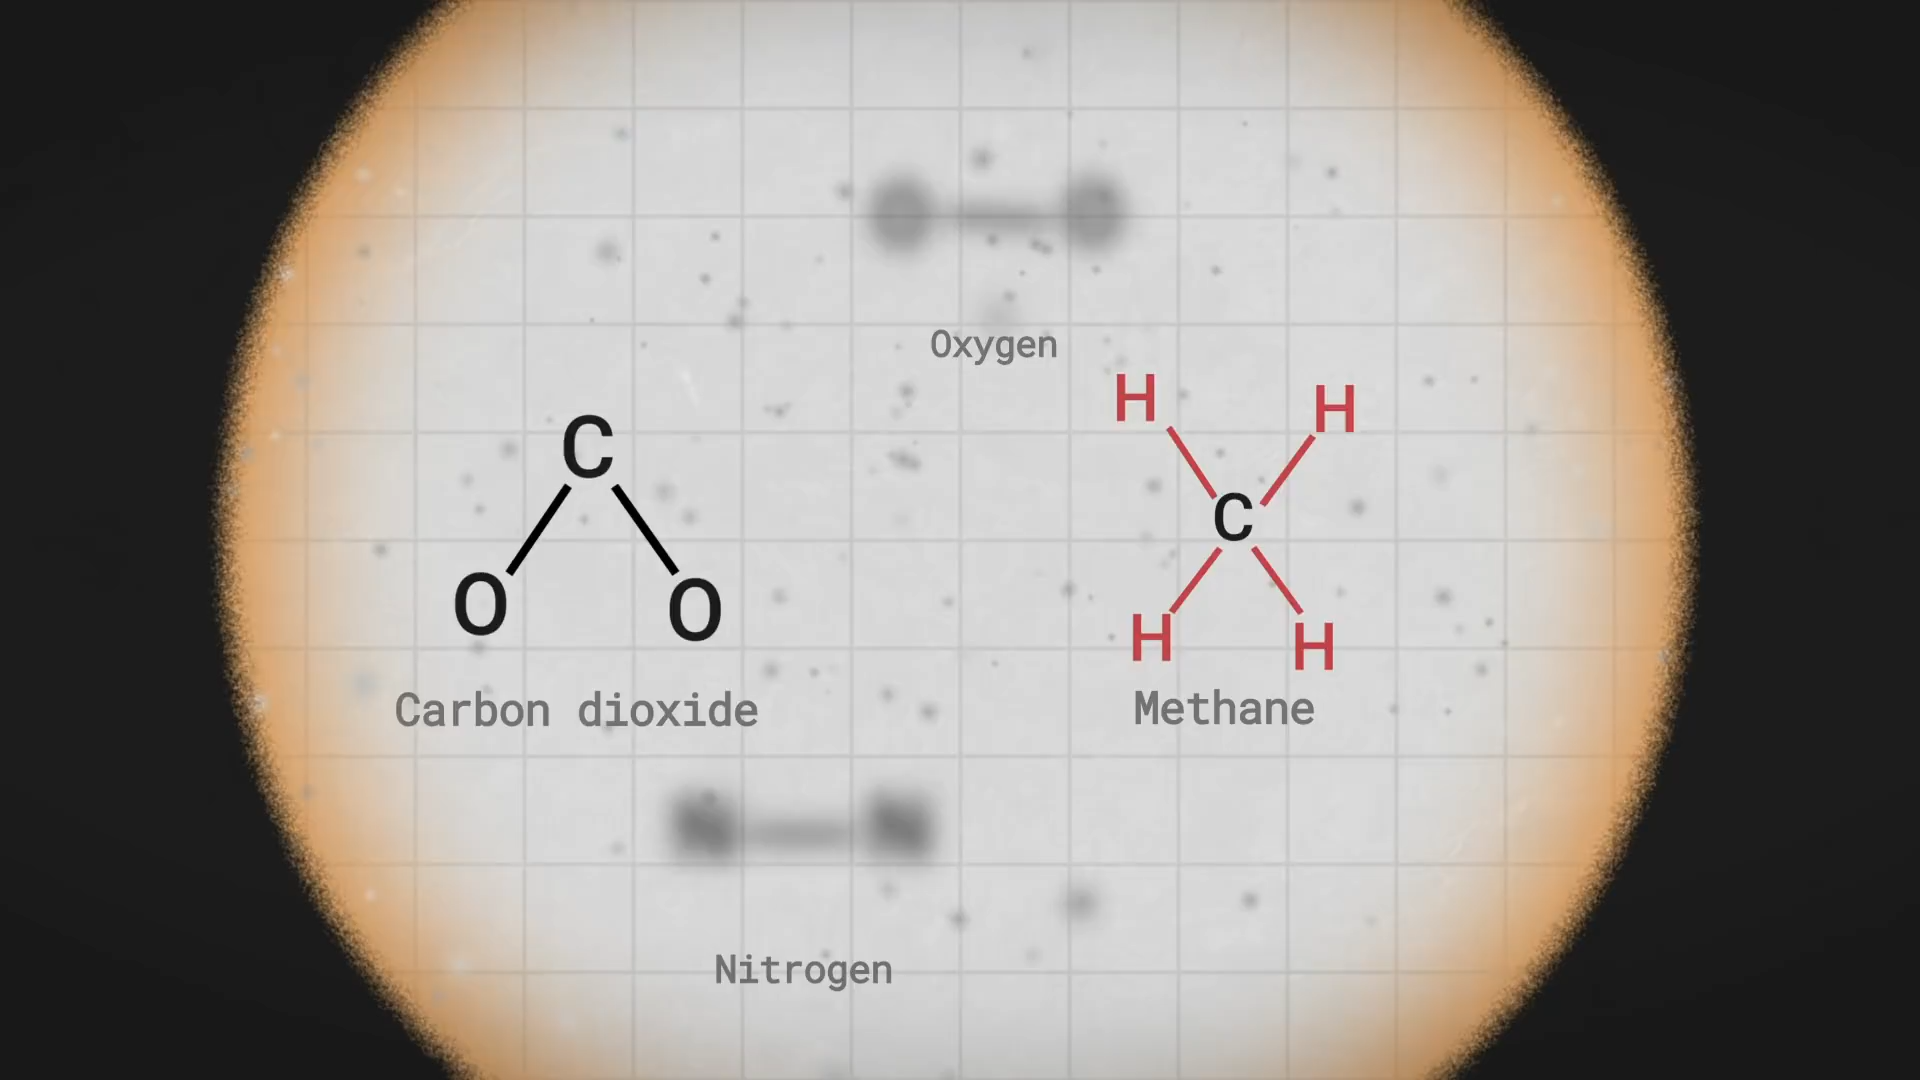 Oxygen
H H
C
C
O O
H H
Carbon dioxide
Methane
Nitrogen